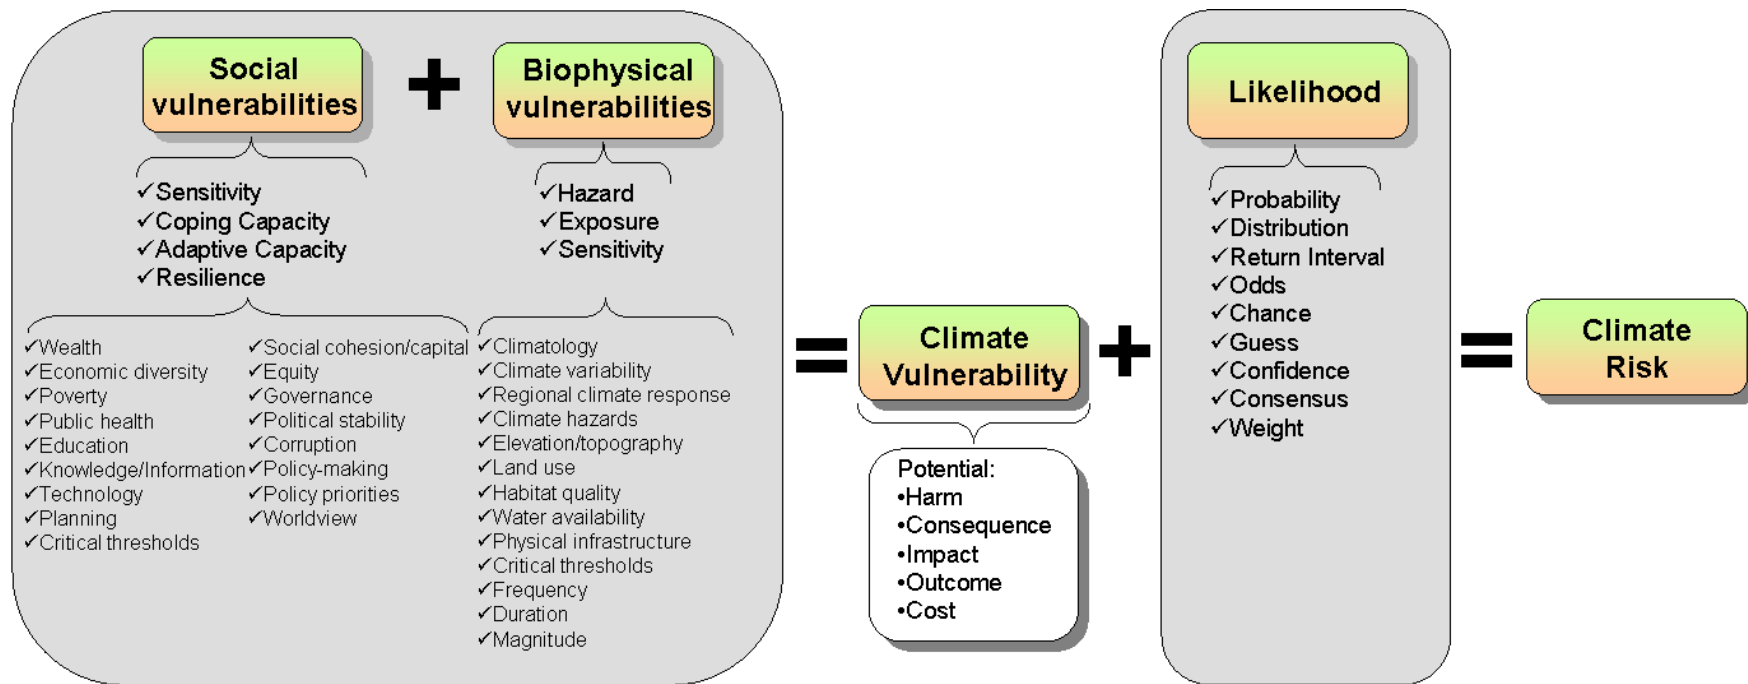 Social
vulnerabilities
+
Biophysical
vulnerabilities
✓Sensitivity
✓Coping Capacity
✓Adaptive Capacity
✓Resilience
✓Hazard
✓Exposure
✓Sensitivity
✓Wealth
✓Economic diversity
✓Poverty
✓Public health
✓Education
✓Knowledge/Information
✓Technology
✓Planning
✓Critical thresholds
✓Social cohesion/capital
✓Equity
✓Governance
✓Political stability
✓Corruption
✓Policy-making
✓Policy priorities
✓Worldview
✓Climatology
✓Climate variability
✓Regional climate response
✓Climate hazards
✓Elevation/topography
✓Land use
✓Habitat quality
✓Water availability
✓Physical infrastructure
✓Critical thresholds
✓Frequency
✓Duration
✓Magnitude
=
Climate
Vulnerability
Potential:
•Harm
•Consequence
•Impact
•Outcome
•Cost
+
Likelihood
✓Probability
✓Distribution
✓Return Interval
✓Odds
✓Chance
✓Guess
✓Confidence
✓Consensus
✓Weight
=
Climate
Risk